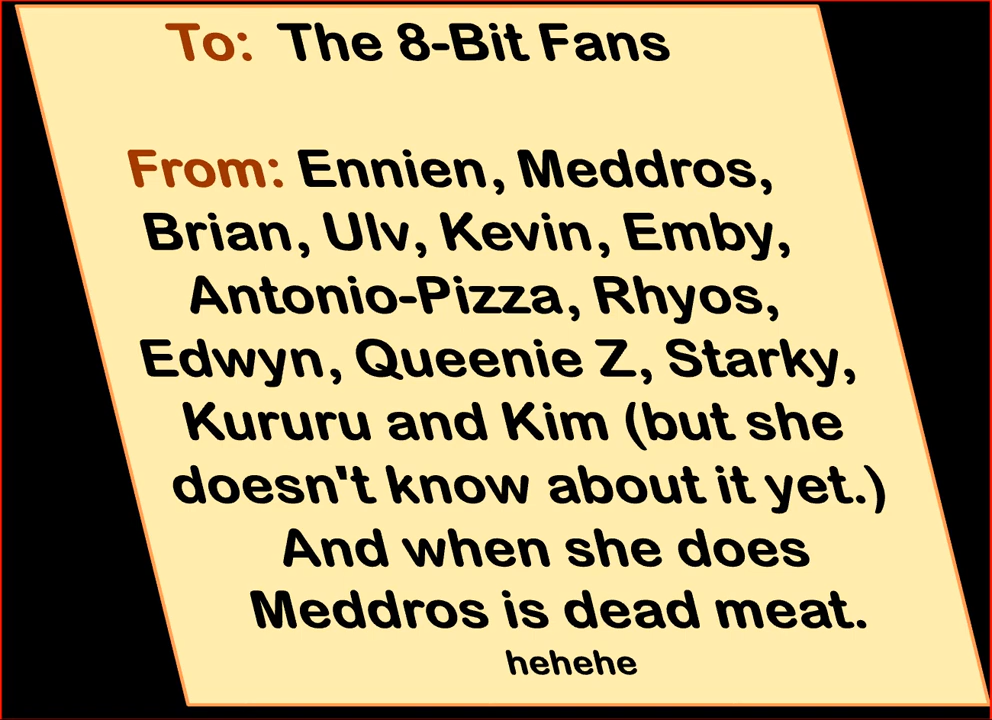 To: The 8-Bit Fans
From: Ennien, Meddros,
Brian, Ulv, Kevin, Emby,
Antonio-Pizza, Rhyos,
Edwyn, Queenie Z, Starky,
Kururu and Kim (but she
doesn't know about it yet.)
And when she does
Meddros is dead meat.
hehehe